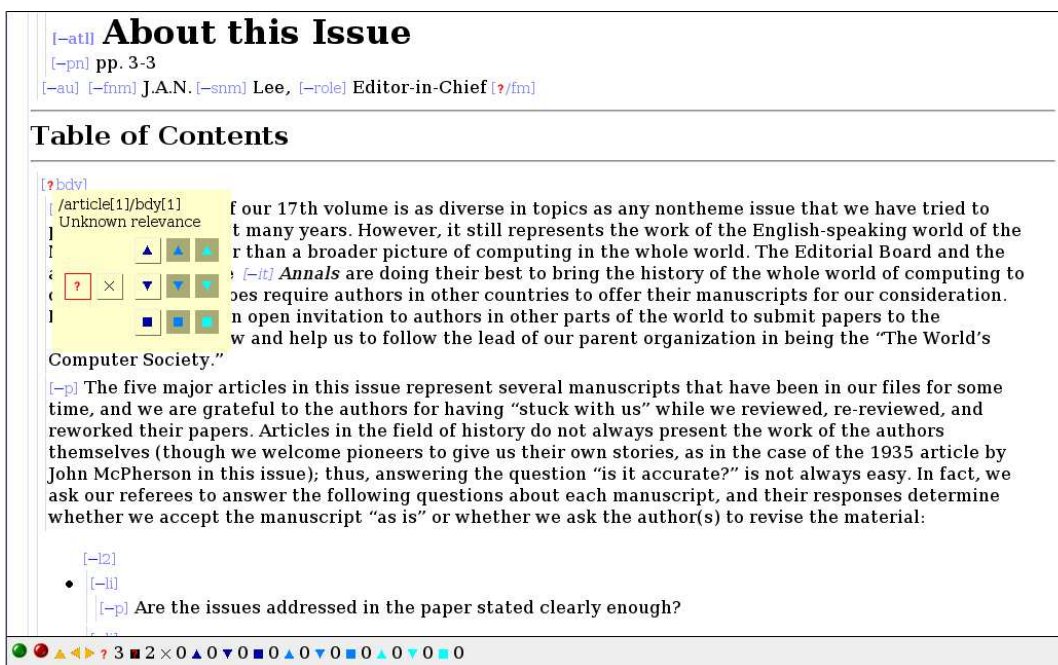 [–atl] About this Issue
[–pn] pp. 3-3
[–au] [–fnm] J.A.N. [–snm] Lee, [–role] Editor-in-Chief [?/fm]
Table of Contents
[?bdy]
/article[1]/bdy[1]
Unknown relevance
? × ▲ ▲ ▲ ▼ ▼ ▼ ■ ■ ■
f our 17th volume is as diverse in topics as any nontheme issue that we have tried to
t many years. However, it still represents the work of the English-speaking world of the
r than a broader picture of computing in the whole world. The Editorial Board and the
[–it] Annals are doing their best to bring the history of the whole world of computing to
oes require authors in other countries to offer their manuscripts for our consideration.
n open invitation to authors in other parts of the world to submit papers to the
w and help us to follow the lead of our parent organization in being the “The World’s
Computer Society.”
[–p] The five major articles in this issue represent several manuscripts that have been in our files for some
time, and we are grateful to the authors for having “stuck with us” while we reviewed, re-reviewed, and
reworked their papers. Articles in the field of history do not always present the work of the authors
themselves (though we welcome pioneers to give us their own stories, as in the case of the 1935 article by
John McPherson in this issue); thus, answering the question “is it accurate?” is not always easy. In fact, we
ask our referees to answer the following questions about each manuscript, and their responses determine
whether we accept the manuscript “as is” or whether we ask the author(s) to revise the material:
[–l2]
• [–li]
[–p] Are the issues addressed in the paper stated clearly enough?
? 3 ? 2 × 0 ▲ 0 ▼ 0 ■ 0 ▲ 0 ▼ 0 ■ 0 ▲ 0 ▼ 0 ■ 0